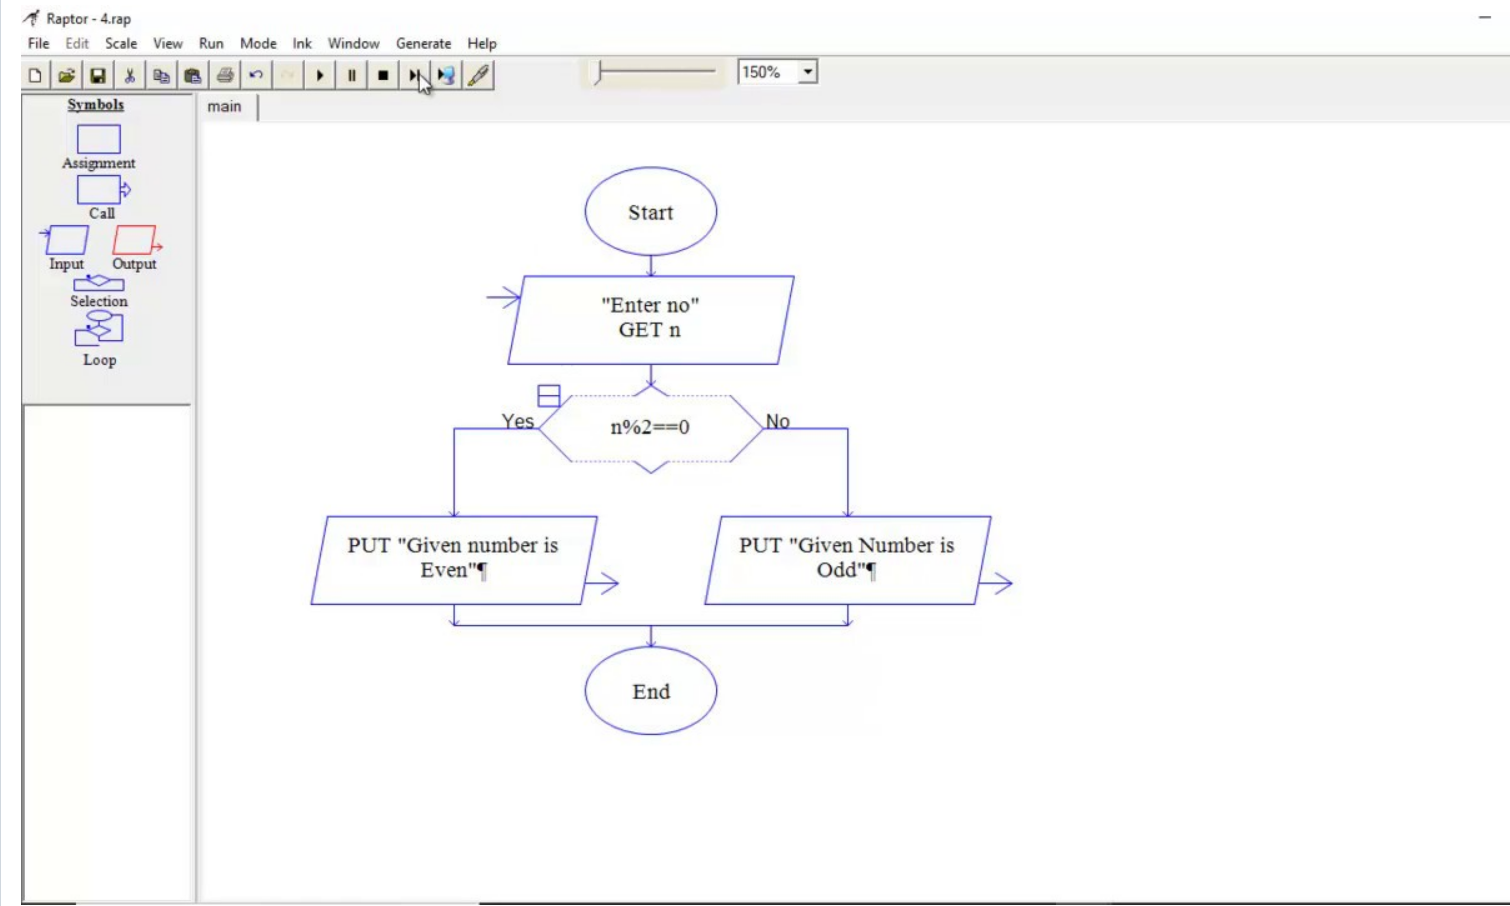 Raptor - 4.rap
File Edit Scale View Run Mode Ink Window Generate Help
150%
Symbols
main
Assignment
Call
Input Output
Selection
Loop
Start
"Enter no"
GET n
Yes
n%2==0
No
PUT "Given number is
Even"¶
PUT "Given Number is
Odd"¶
End